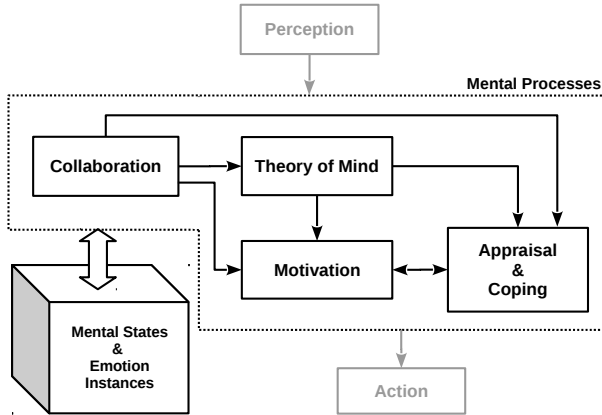 Perception
Mental Processes
Collaboration
Theory of Mind
Motivation
Appraisal
&
Coping
Mental States
&
Emotion
Instances
Action